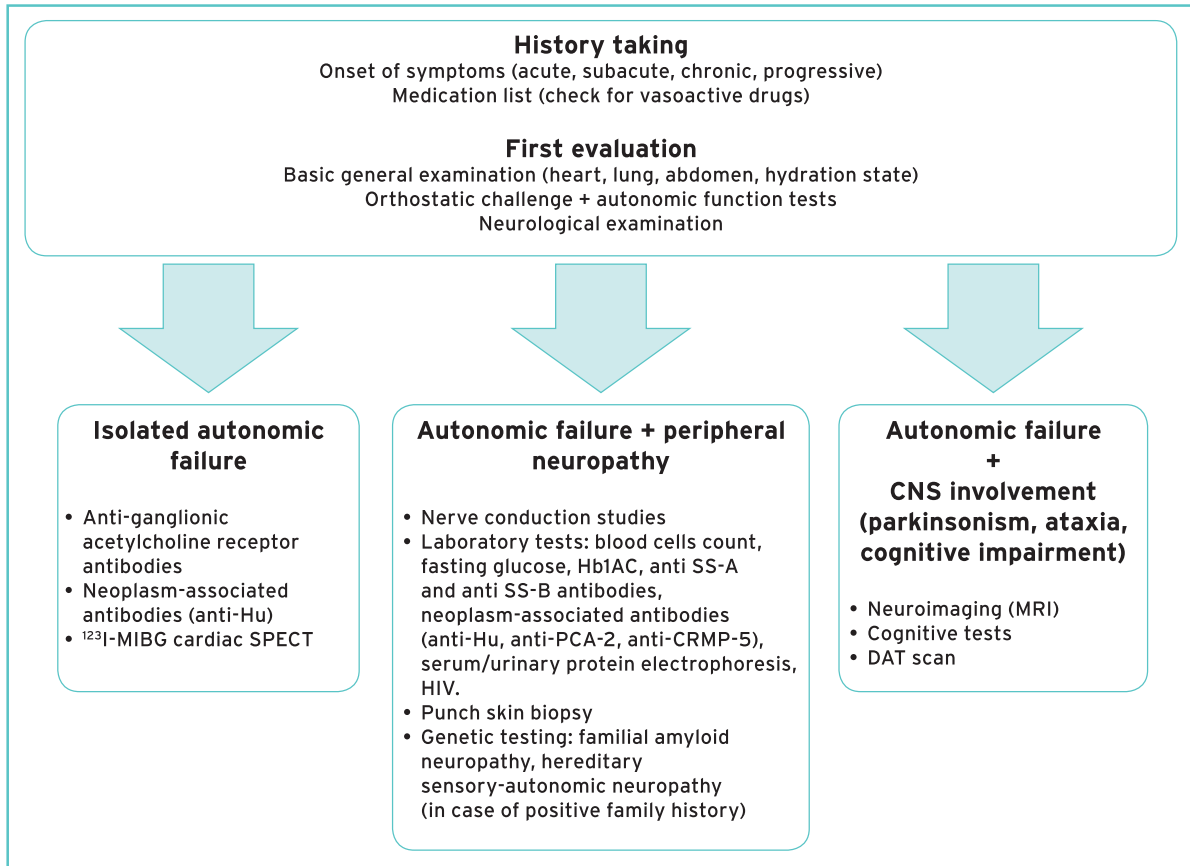 History taking
Onset of symptoms (acute, subacute, chronic, progressive)
Medication list (check for vasoactive drugs)
First evaluation
Basic general examination (heart, lung, abdomen, hydration state)
Orthostatic challenge + autonomic function tests
Neurological examination
Isolated autonomic
failure
• Anti-ganglionic
acetylcholine receptor
antibodies
• Neoplasm-associated
antibodies (anti-Hu)
• ¹²³I-MIBG cardiac SPECT
Autonomic failure + peripheral
neuropathy
• Nerve conduction studies
• Laboratory tests: blood cells count,
fasting glucose, Hb1AC, anti SS-A
and anti SS-B antibodies,
neoplasm-associated antibodies
(anti-Hu, anti-PCA-2, anti-CRMP-5),
serum/urinary protein electrophoresis,
HIV.
• Punch skin biopsy
• Genetic testing: familial amyloid
neuropathy, hereditary
sensory-autonomic neuropathy
(in case of positive family history)
Autonomic failure
+
CNS involvement
(parkinsonism, ataxia,
cognitive impairment)
• Neuroimaging (MRI)
• Cognitive tests
• DAT scan